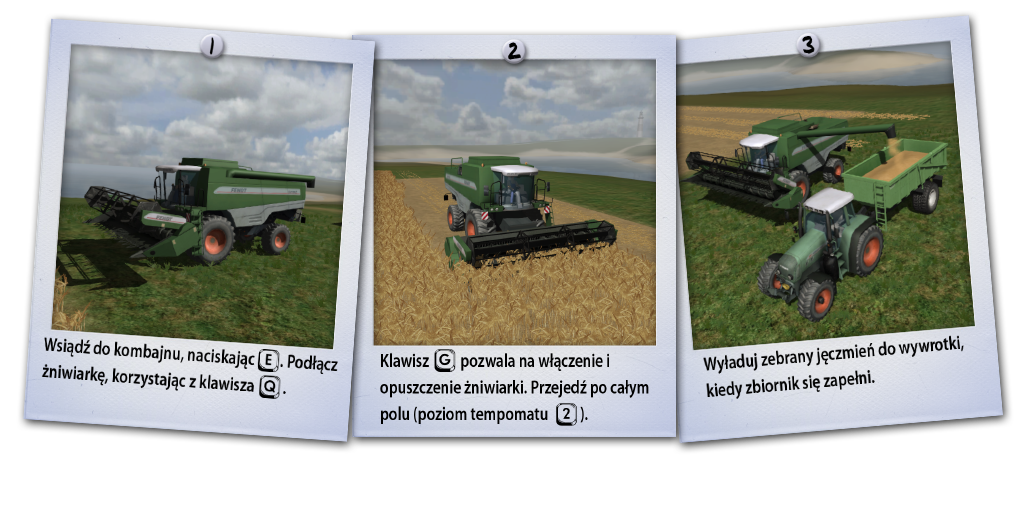 1
Wsiądź do kombajnu, naciskając E. Podłącz
żniwiarkę, korzystając z klawisza Q.
2
Klawisz G pozwala na włączenie i
opuszczenie żniwiarki. Przejedź po całym
polu (poziom tempomatu 2).
3
Wyładuj zebrany jęczmień do wywrotki,
kiedy zbiornik się zapełni.
FENDT